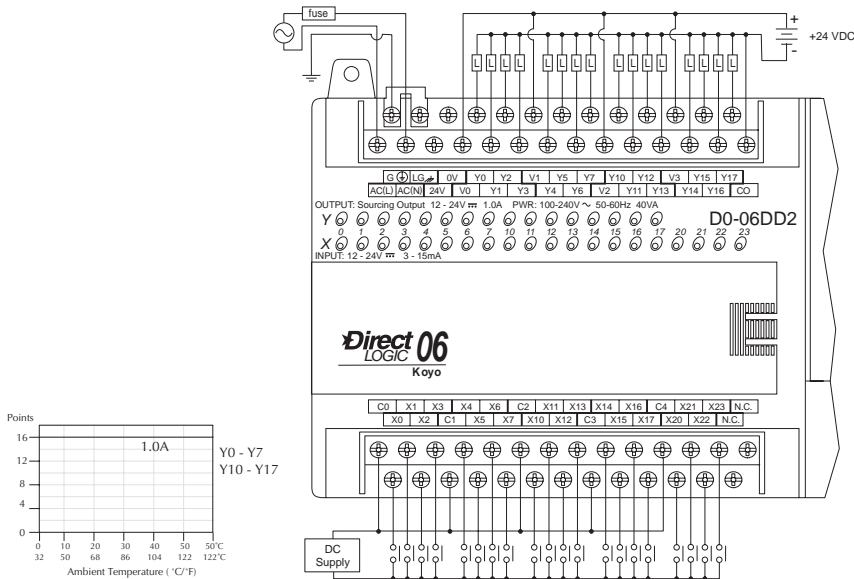 fuse
+
+24 VDC
-
L L L L L L L L L L L L L L L L
G LG 0V Y0 Y2 V1 Y5 Y7 Y10 Y12 V3 Y15 Y17
AC(L) AC(N) 24V V0 Y1 Y3 Y4 Y6 V2 Y11 Y13 Y14 Y16 CO
OUTPUT: Sourcing Output 12 - 24V 1.0A PWR: 100-240V ~ 50-60Hz 40VA
Y
D0-06DD2
0 1 2 3 4 5 6 7 10 11 12 13 14 15 16 17 20 21 22 23
X
INPUT: 12 - 24V 3 - 15mA
Direct
LOGIC 06
Koyo
C0 X1 X3 X4 X6 C2 X11 X13 X14 X16 C4 X21 X23 N.C.
X0 X2 C1 X5 X7 X10 X12 C3 X15 X17 X20 X22 N.C.
DC
Supply
Points
16
12
8
4
0
1.0A
Y0 - Y7
Y10 - Y17
0 10 20 30 40 50 50˚C
32 50 68 86 104 122 122˚C
Ambient Temperature ( ˚C/˚F)